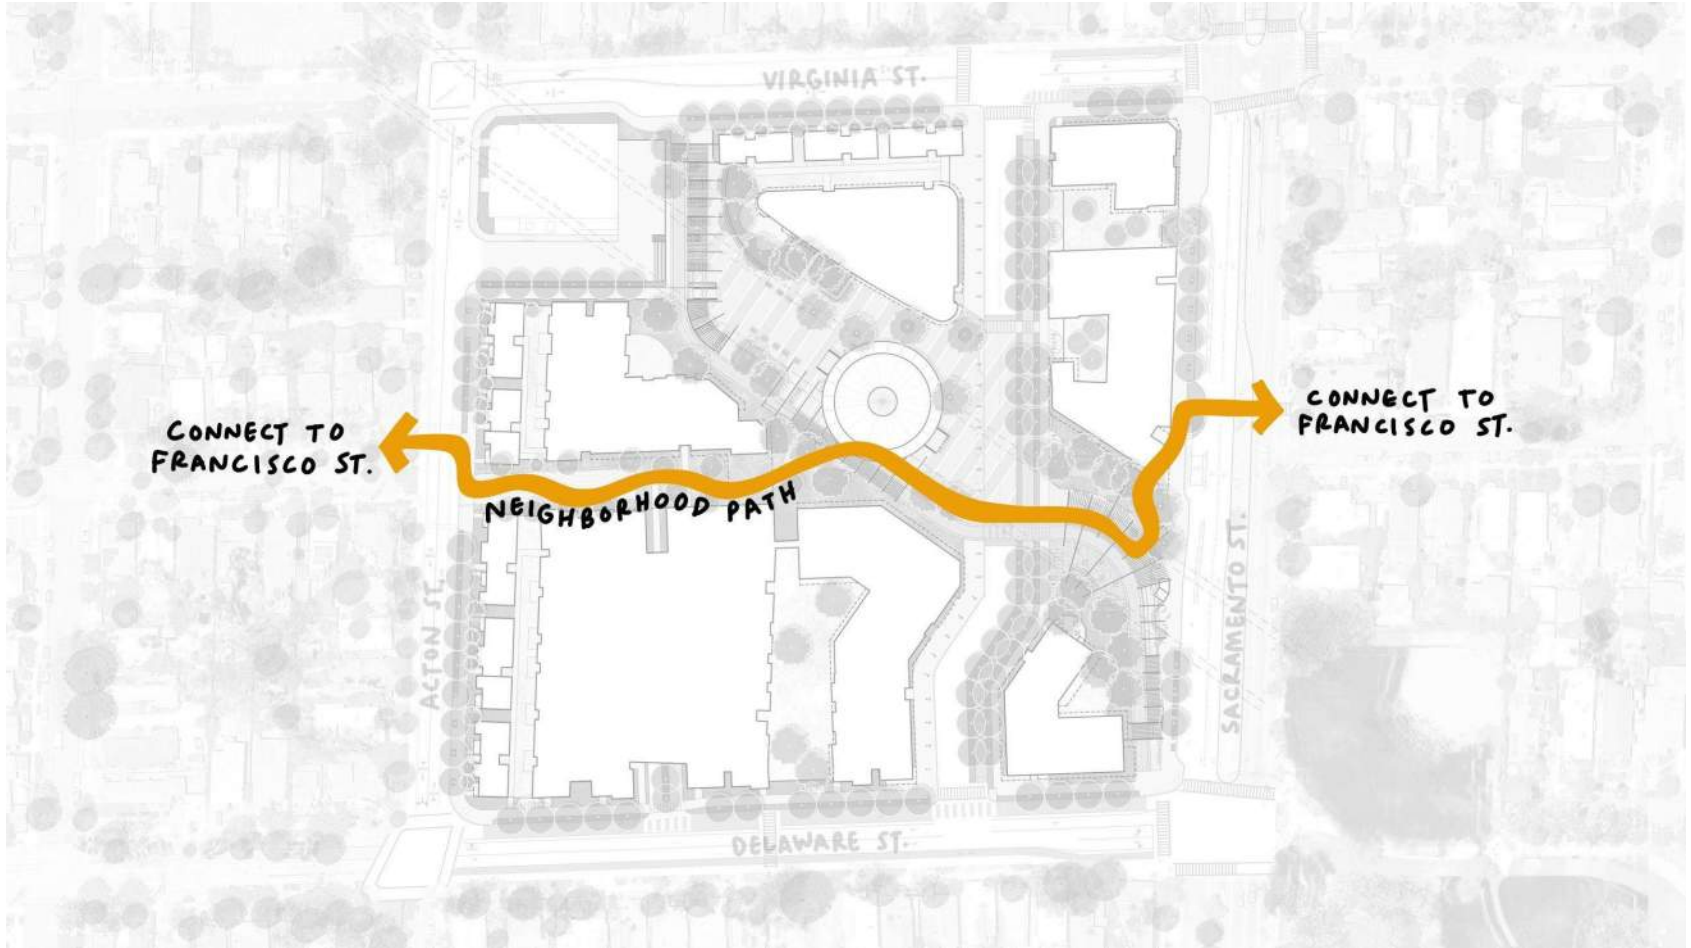 VIRGINIA ST.
CONNECT TO
FRANCISCO ST.
CONNECT TO
FRANCISCO ST.
NEIGHBORHOOD PATH
ACTON ST.
SACRAMENTO ST.
DELAWARE ST.